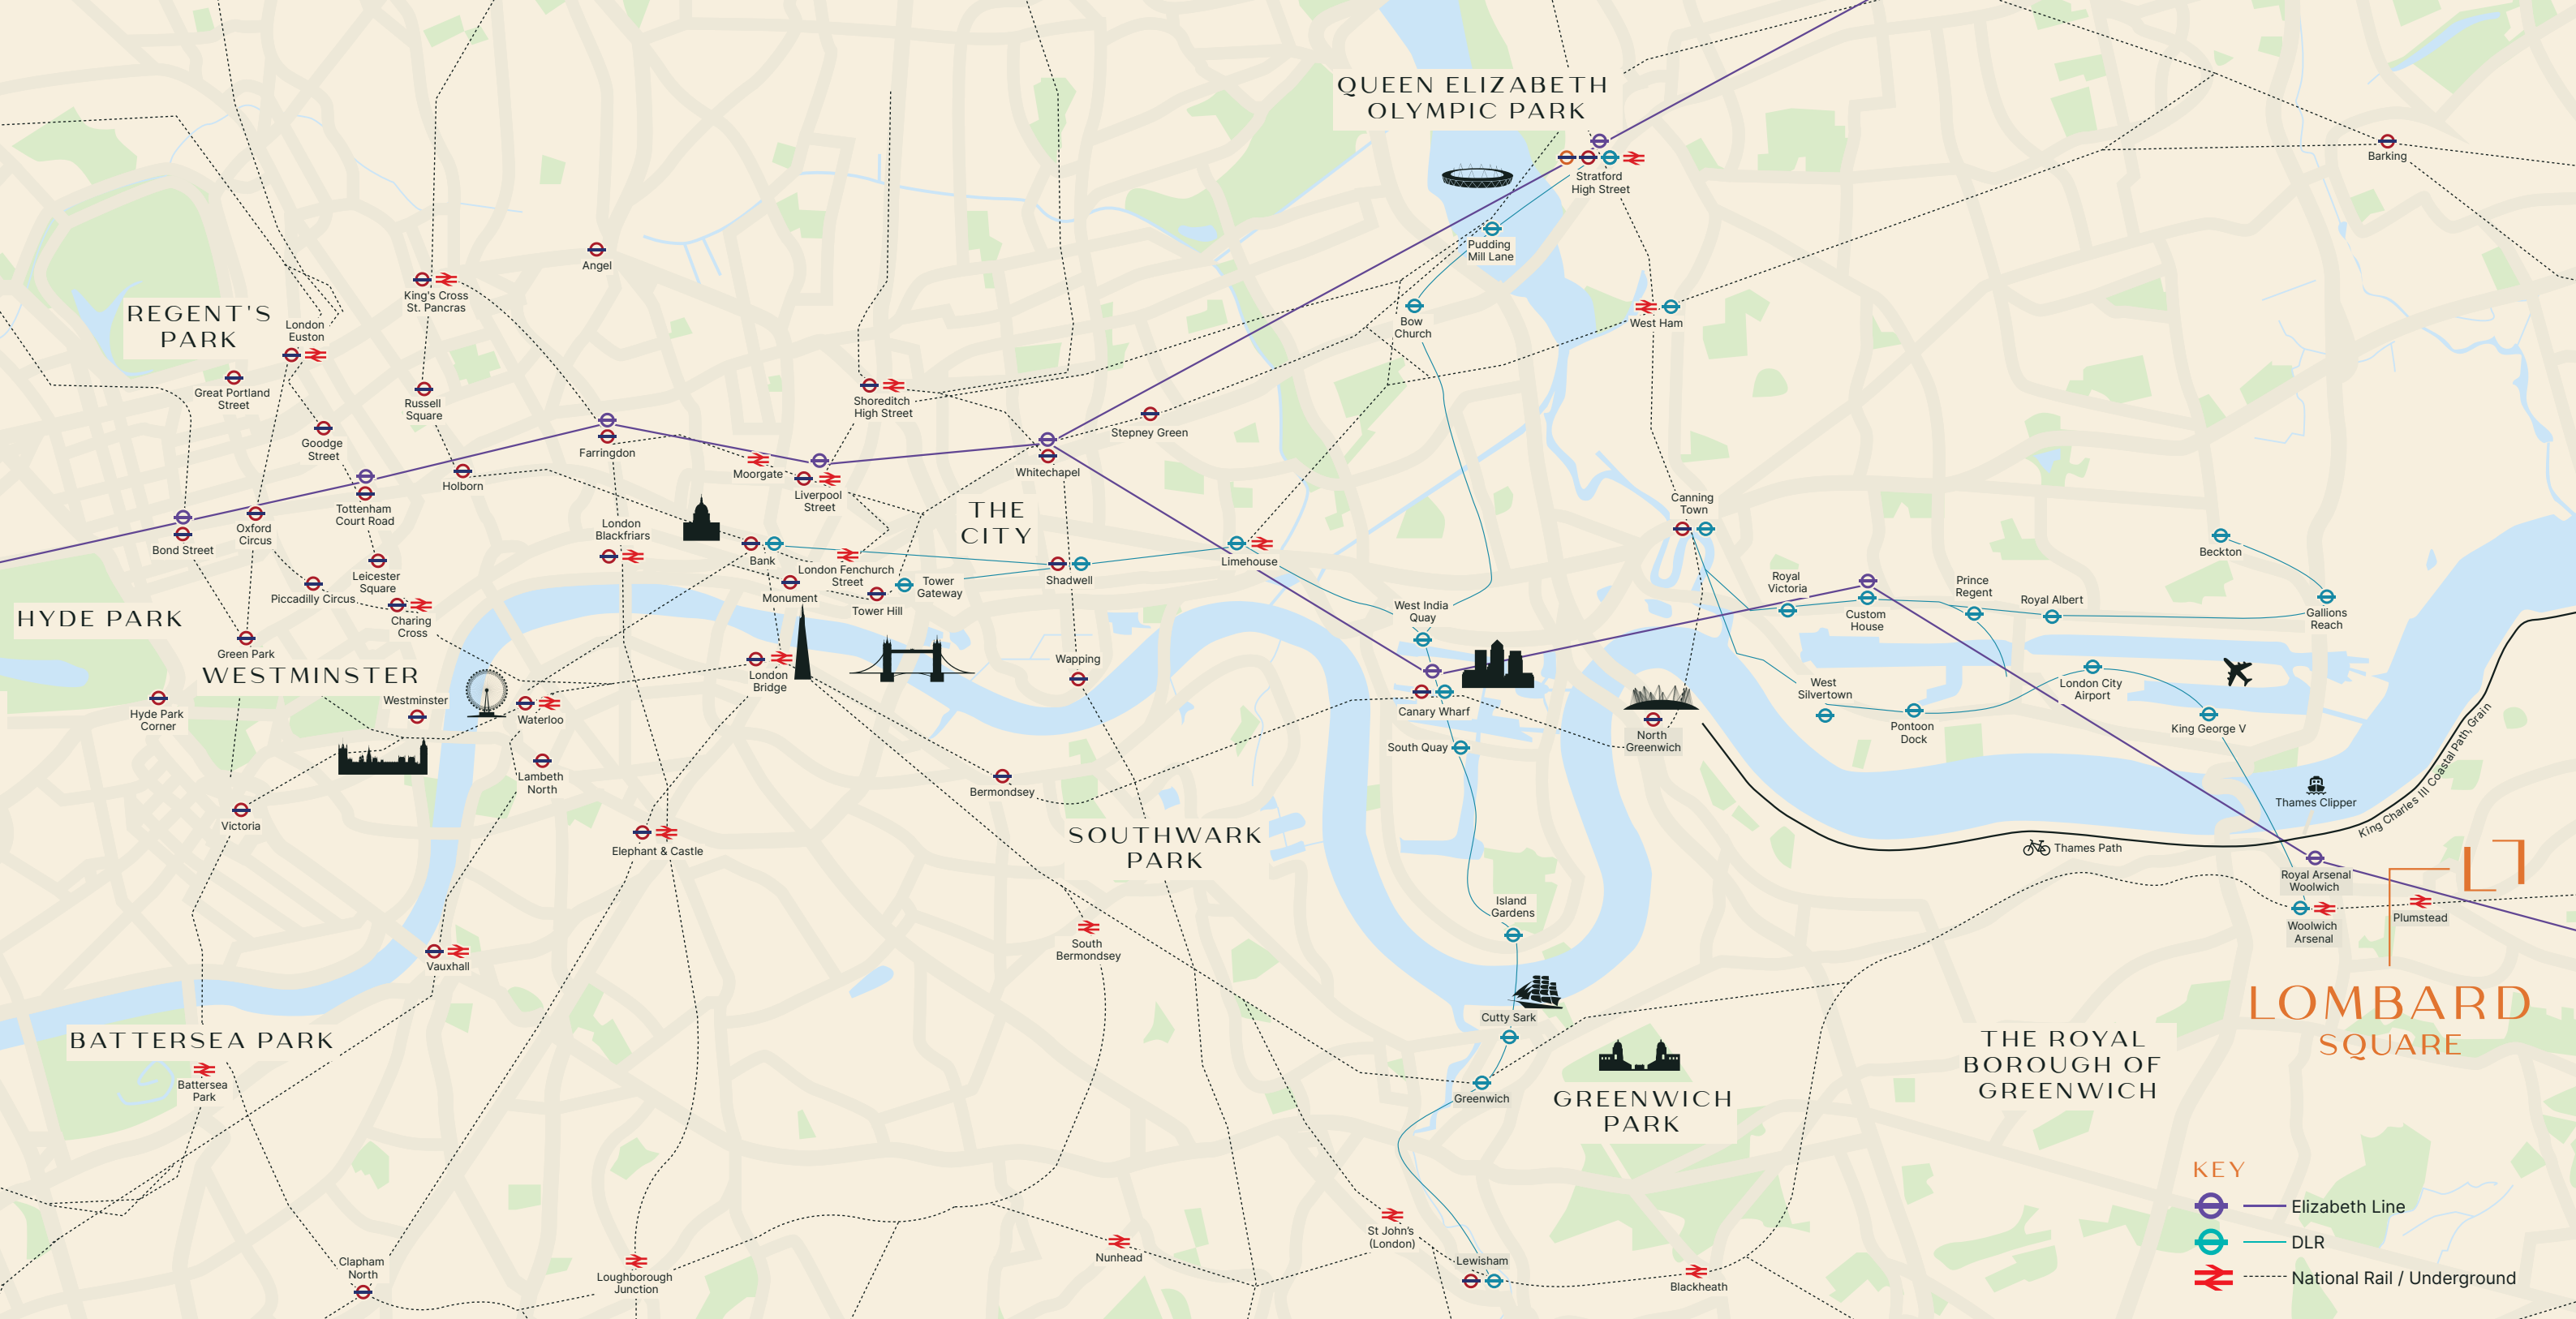 QUEEN ELIZABETH
OLYMPIC PARK
Stratford
High Street
Barking
Pudding
Mill Lane
Angel
King's Cross
St. Pancras
REGENT'S
PARK
London
Euston
Bow
Church
West Ham
Great Portland
Street
Russell
Square
Shoreditch
High Street
Goodge
Street
Stepney Green
Farringdon
Whitechapel
Moorgate
Holborn
Liverpool
Street
Tottenham
Court Road
Oxford
Circus
Bond Street
London
Blackfriars
THE
CITY
Canning
Town
Beckton
Bank
London Fenchurch
Street
Limehouse
Leicester
Square
Piccadilly Circus
Monument
Tower Hill
Tower
Gateway
Shadwell
Royal
Victoria
Custom
House
Prince
Regent
Royal Albert
Gallions
Reach
HYDE PARK
Charing
Cross
West India
Quay
Green Park
WESTMINSTER
Westminster
Hyde Park
Corner
Waterloo
London
Bridge
Wapping
Canary Wharf
North
Greenwich
West
Silvertown
Pontoon
Dock
London City
Airport
King George V
South Quay
Lambeth
North
Bermondsey
Victoria
Thames Clipper
King Charles III Coastal Path, Grain
Thames Path
Elephant & Castle
SOUTHWARK
PARK
Royal Arsenal
Woolwich
Woolwich
Arsenal
Plumstead
Island
Gardens
South
Bermondsey
Vauxhall
LOMBARD
SQUARE
Cutty Sark
BATTERSEA PARK
Battersea
Park
THE ROYAL
BOROUGH OF
GREENWICH
Greenwich
GREENWICH
PARK
St John's
(London)
Nunhead
Lewisham
Blackheath
Clapham
North
Loughborough
Junction
KEY
Elizabeth Line
DLR
National Rail / Underground